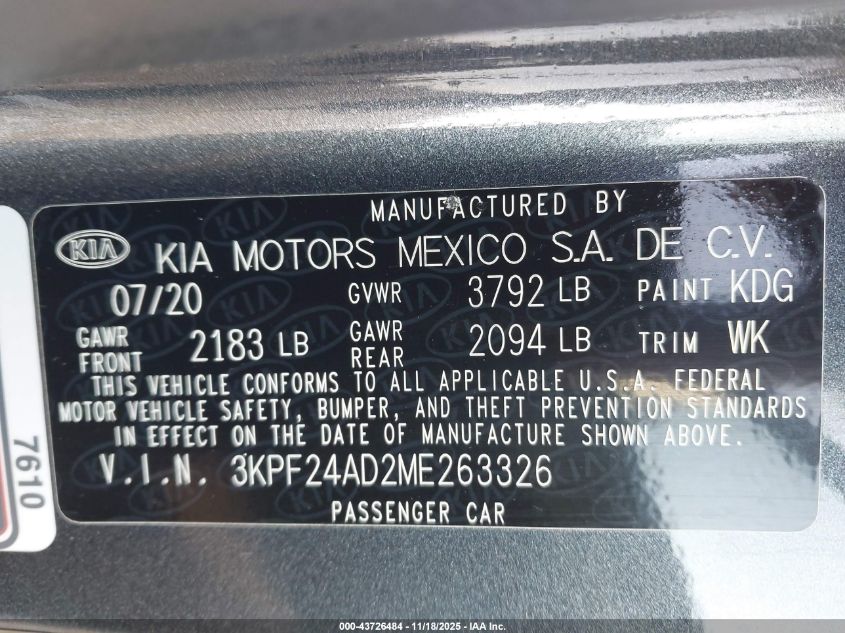 MANUFACTURED BY
KIA KIA MOTORS MEXICO S.A. DE C.V.
07/20 GVWR 3792 LB PAINT KDG
GAWR FRONT 2183 LB GAWR REAR 2094 LB TRIM WK
THIS VEHICLE CONFORMS TO ALL APPLICABLE U.S.A. FEDERAL
MOTOR VEHICLE SAFETY, BUMPER, AND THEFT PREVENTION STANDARDS
IN EFFECT ON THE DATE OF MANUFACTURE SHOWN ABOVE.
V.I.N. 3KPF24AD2ME263326
PASSENGER CAR
7610
000-43726484 - 11/18/2025 - IAA Inc.